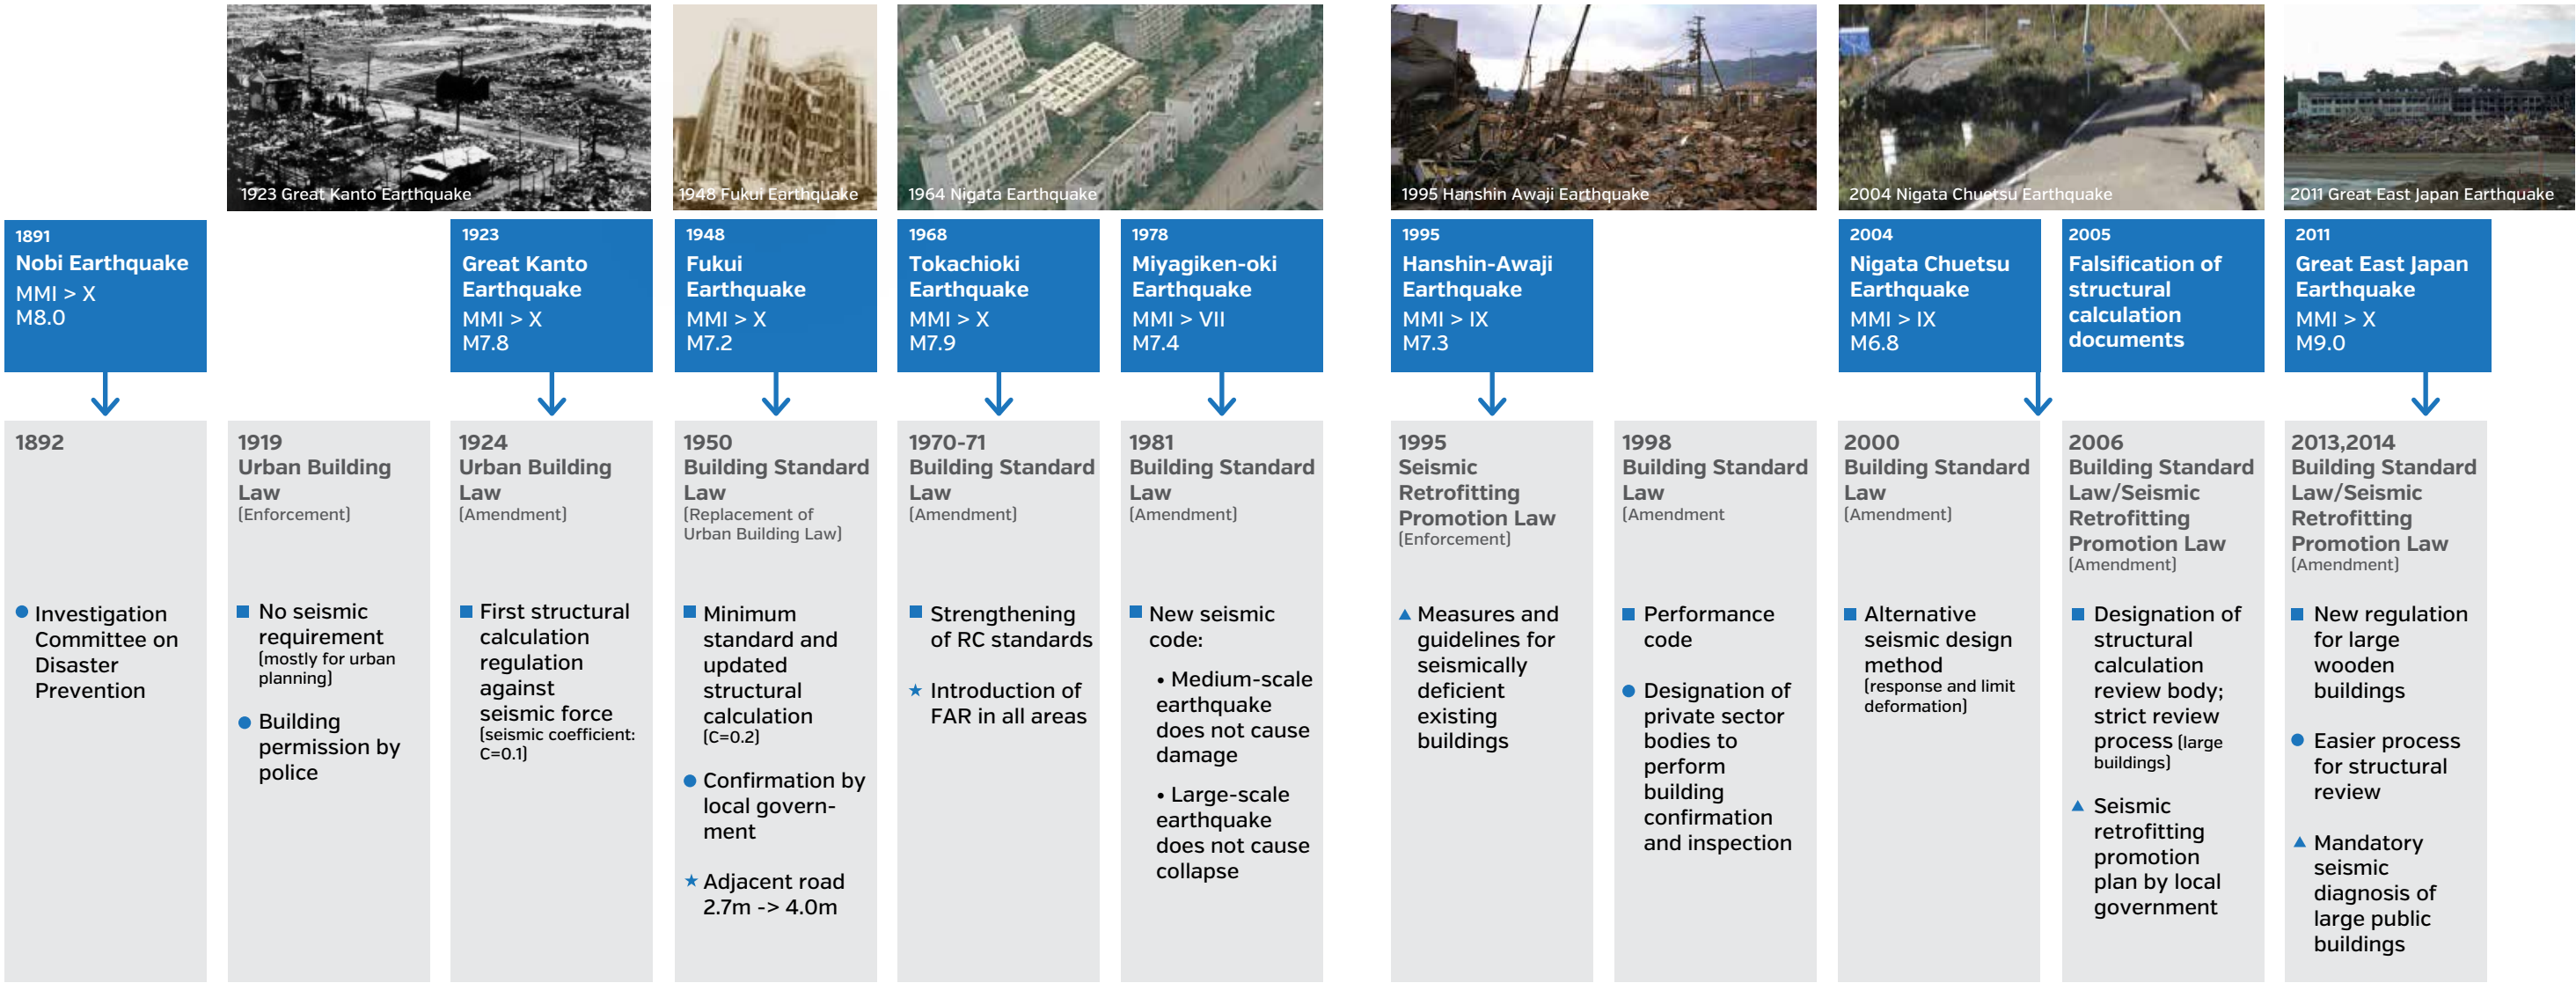 1923 Great Kanto Earthquake
1948 Fukui Earthquake
1964 Nigata Earthquake
1995 Hanshin Awaji Earthquake
2004 Nigata Chuetsu Earthquake
2011 Great East Japan Earthquake
1891
Nobi Earthquake
MMI > X
M8.0
1923
Great Kanto
Earthquake
MMI > X
M7.8
1948
Fukui
Earthquake
MMI > X
M7.2
1968
Tokachioki
Earthquake
MMI > X
M7.9
1978
Miyagiken-oki
Earthquake
MMI > VII
M7.4
1995
Hanshin-Awaji
Earthquake
MMI > IX
M7.3
2004
Nigata Chuetsu
Earthquake
MMI > IX
M6.8
2005
Falsification of
structural
calculation
documents
2011
Great East Japan
Earthquake
MMI > X
M9.0
1892
● Investigation
Committee on
Disaster
Prevention
1919
Urban Building
Law
(Enforcement)
■ No seismic
requirement
(mostly for urban
planning)
● Building
permission by
police
1924
Urban Building
Law
(Amendment)
■ First structural
calculation
regulation
against
seismic force
(seismic coefficient:
C=0.1)
1950
Building Standard
Law
(Replacement of
Urban Building Law)
■ Minimum
standard and
updated
structural
calculation
(C=0.2)
● Confirmation by
local govern-
ment
★ Adjacent road
2.7m -> 4.0m
1970-71
Building Standard
Law
(Amendment)
■ Strengthening
of RC standards
★ Introduction of
FAR in all areas
1981
Building Standard
Law
(Amendment)
■ New seismic
code:
• Medium-scale
earthquake
does not cause
damage
• Large-scale
earthquake
does not cause
collapse
1995
Seismic
Retrofitting
Promotion Law
(Enforcement)
▲ Measures and
guidelines for
seismically
deficient
existing
buildings
1998
Building Standard
Law
(Amendment
■ Performance
code
● Designation of
private sector
bodies to
perform
building
confirmation
and inspection
2000
Building Standard
Law
(Amendment)
■ Alternative
seismic design
method
(response and limit
deformation)
2006
Building Standard
Law/Seismic
Retrofitting
Promotion Law
(Amendment)
■ Designation of
structural
calculation
review body;
strict review
process (large
buildings)
▲ Seismic
retrofitting
promotion
plan by local
government
2013,2014
Building Standard
Law/Seismic
Retrofitting
Promotion Law
(Amendment)
■ New regulation
for large
wooden
buildings
● Easier process
for structural
review
▲ Mandatory
seismic
diagnosis of
large public
buildings